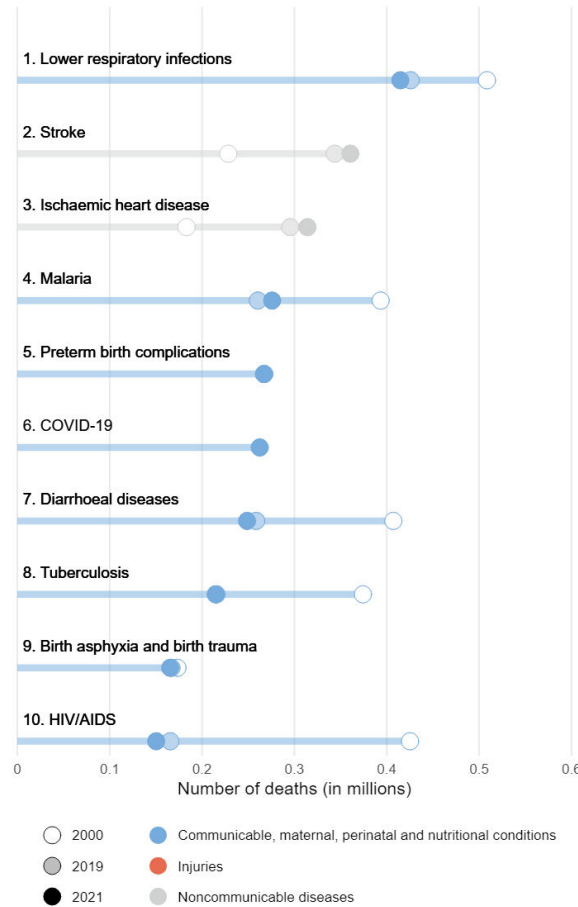 1. Lower respiratory infections
2. Stroke
3. Ischaemic heart disease
4. Malaria
5. Preterm birth complications
6. COVID-19
7. Diarrhoeal diseases
8. Tuberculosis
9. Birth asphyxia and birth trauma
10. HIV/AIDS
0 0.1 0.2 0.3 0.4 0.5 0.6
Number of deaths (in millions)
2000 Communicable, maternal, perinatal and nutritional conditions
2019 Injuries
2021 Noncommunicable diseases